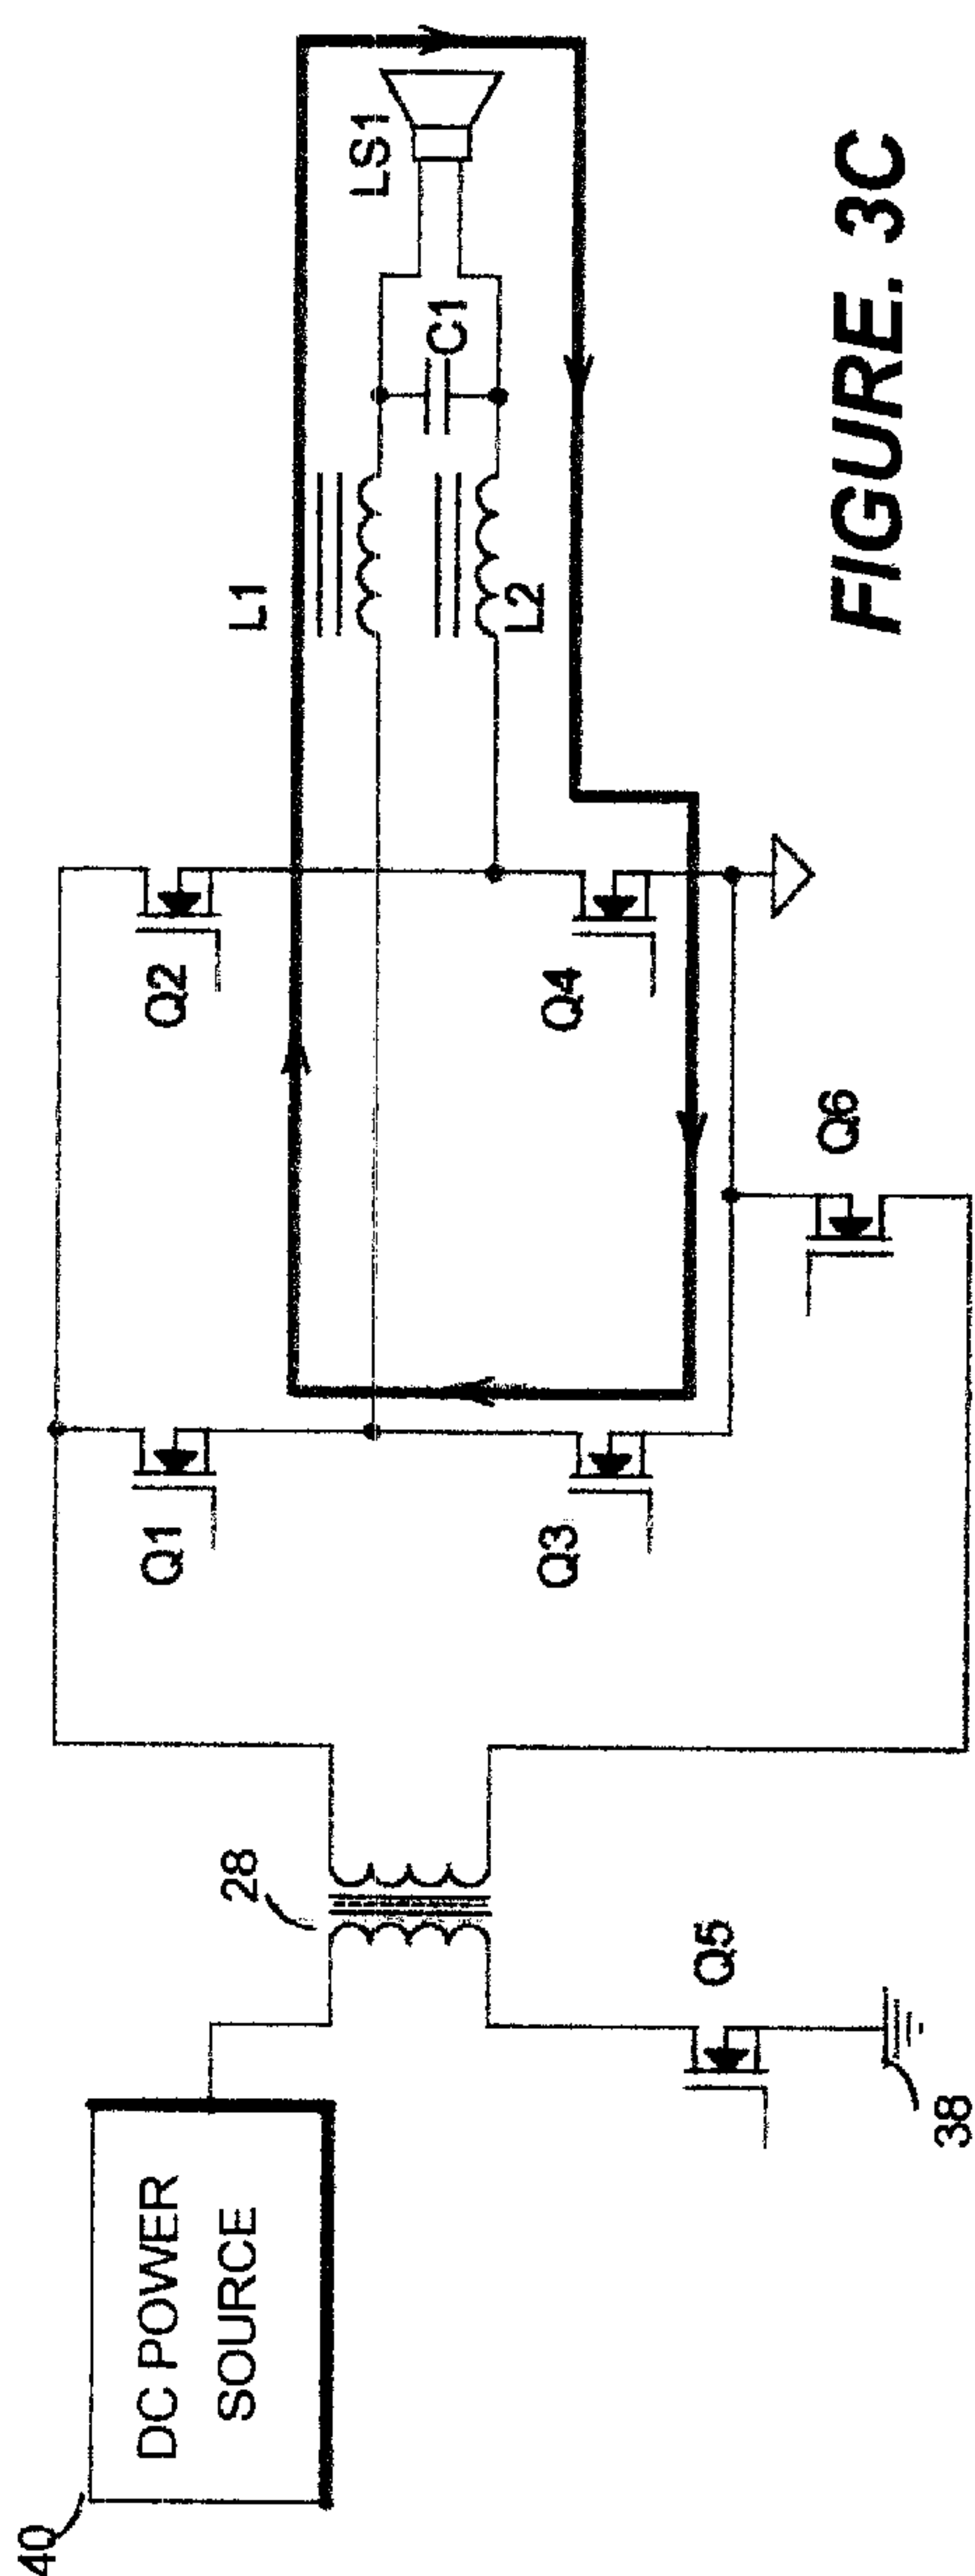 40
DC POWER
SOURCE
28
Q5
38
Q1
Q2
Q3
Q4
Q6
L1
L2
C1
LS1
FIGURE. 3C